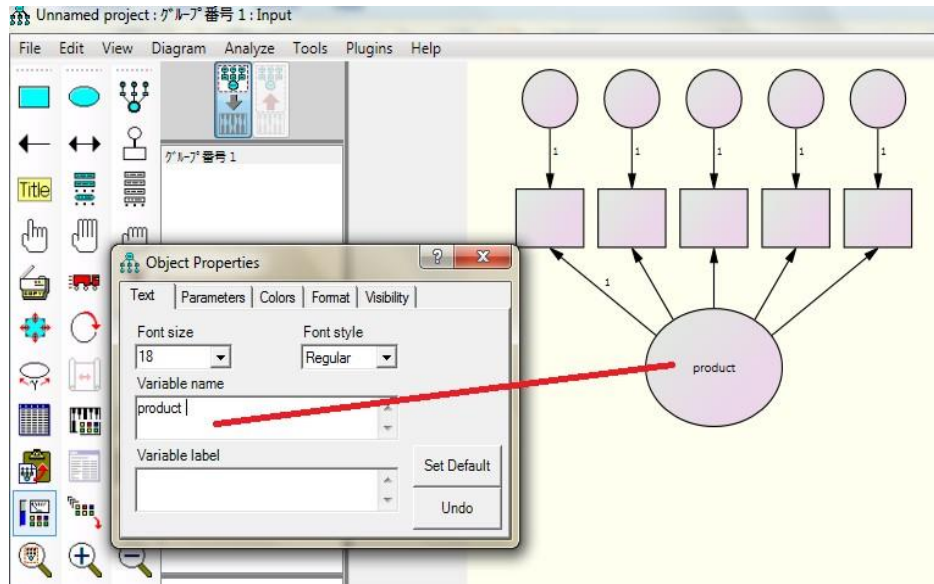 Unnamed project : ｸﾞﾙｰﾌﾟ番号 1 : Input
File Edit View Diagram Analyze Tools Plugins Help
Title
ｸﾞﾙｰﾌﾟ番号 1
1 1 1 1 1
1
product
Object Properties
Text Parameters Colors Format Visibility
Font size Font style
18 Regular
Variable name
product
Variable label
Set Default
Undo